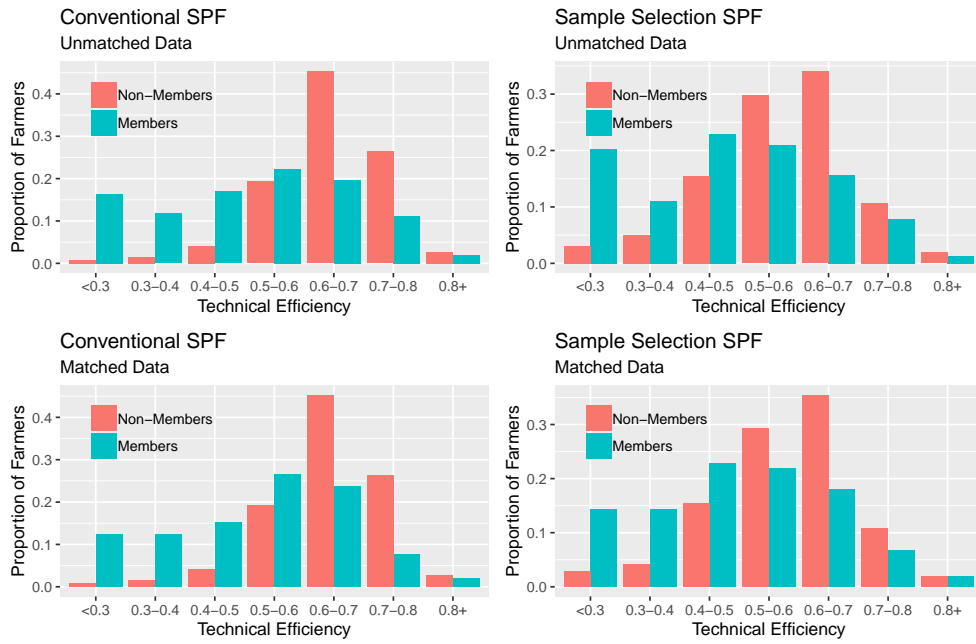 Conventional SPF
Unmatched Data
Proportion of Farmers
0.4
0.3
0.2
0.1
0.0
Non−Members
Members
<0.3 0.3−0.4 0.4−0.5 0.5−0.6 0.6−0.7 0.7−0.8 0.8+
Technical Efficiency
Sample Selection SPF
Unmatched Data
Proportion of Farmers
0.3
0.2
0.1
0.0
Non−Members
Members
<0.3 0.3−0.4 0.4−0.5 0.5−0.6 0.6−0.7 0.7−0.8 0.8+
Technical Efficiency
Conventional SPF
Matched Data
Proportion of Farmers
0.4
0.3
0.2
0.1
0.0
Non−Members
Members
<0.3 0.3−0.4 0.4−0.5 0.5−0.6 0.6−0.7 0.7−0.8 0.8+
Technical Efficiency
Sample Selection SPF
Matched Data
Proportion of Farmers
0.3
0.2
0.1
0.0
Non−Members
Members
<0.3 0.3−0.4 0.4−0.5 0.5−0.6 0.6−0.7 0.7−0.8 0.8+
Technical Efficiency